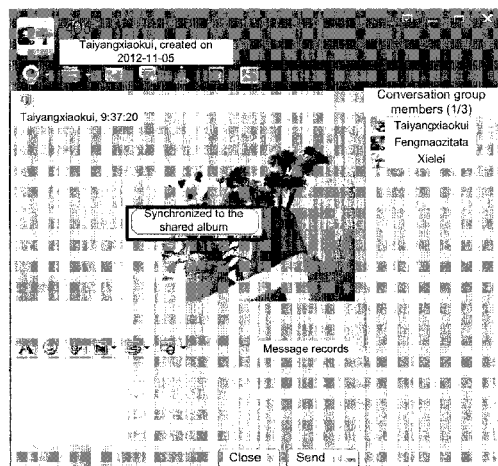 Taiyangxiaokui, created on
2012-11-05
Conversation group
members (1/3)
Taiyangxiaokui, 9:37:20
Taiyangxiaokui
Fengmaozitata
Xielei
Synchronized to the
shared album
Message records
Close
Send